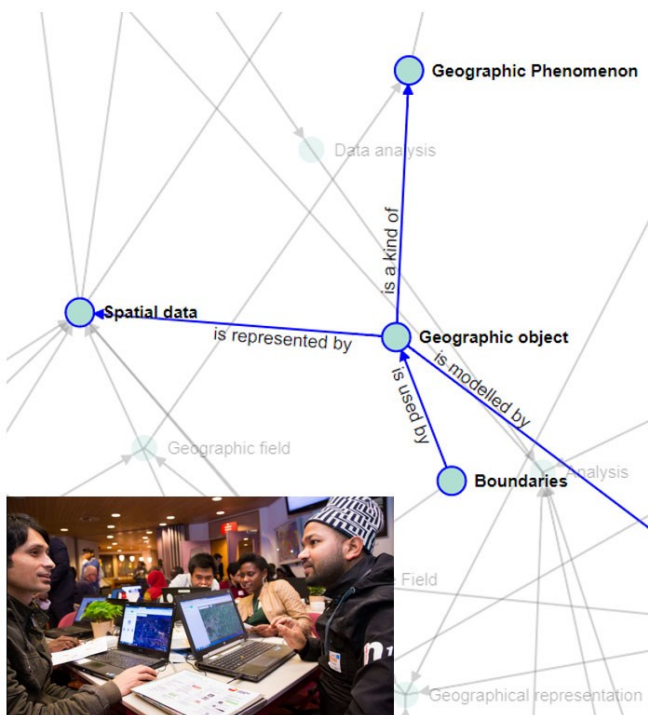 Geographic Phenomenon
Data analysis
is a kind of
Spatial data
is represented by
Geographic object
is modelled by
is used by
Geographic field
Boundaries
Analysis
Field
Geographical representation